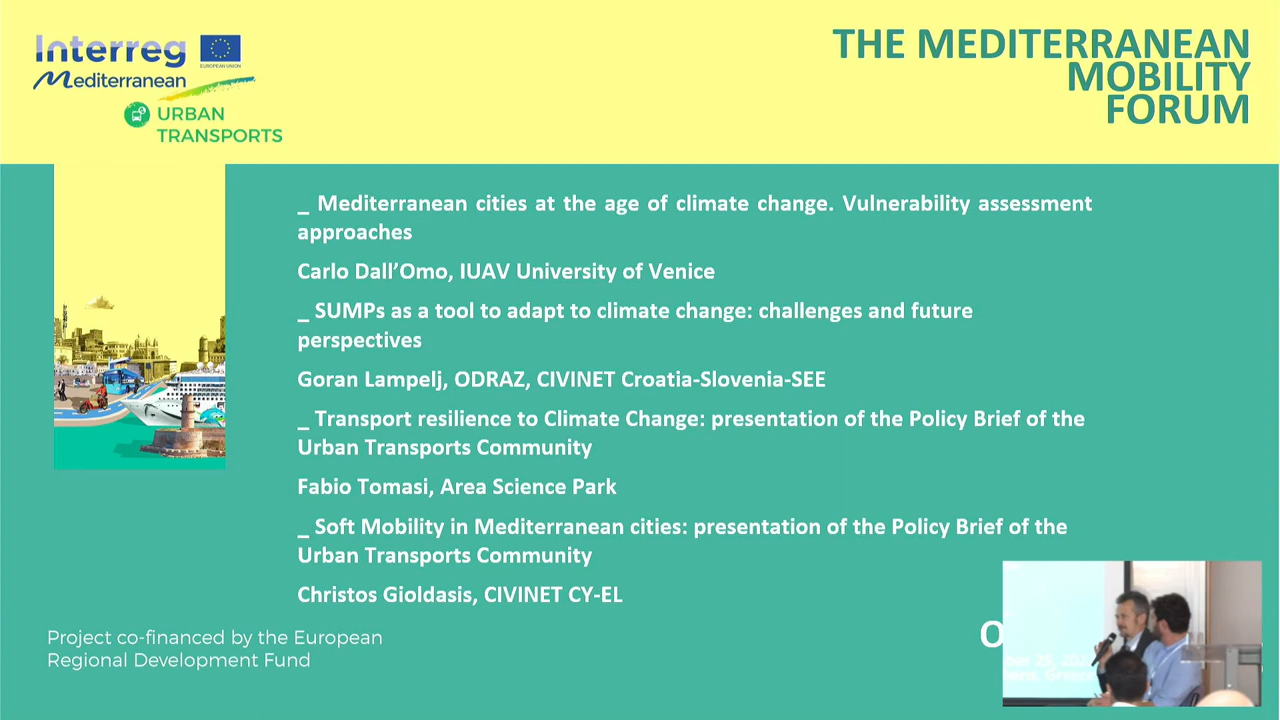 Interreg
EUROPEAN UNION
Mediterranean
URBAN
TRANSPORTS
THE MEDITERRANEAN
MOBILITY
FORUM
_ Mediterranean cities at the age of climate change. Vulnerability assessment
approaches
Carlo Dall’Omo, IUAV University of Venice
_ SUMPs as a tool to adapt to climate change: challenges and future
perspectives
Goran Lampelj, ODRAZ, CIVINET Croatia-Slovenia-SEE
_ Transport resilience to Climate Change: presentation of the Policy Brief of the
Urban Transports Community
Fabio Tomasi, Area Science Park
_ Soft Mobility in Mediterranean cities: presentation of the Policy Brief of the
Urban Transports Community
Christos Gioldasis, CIVINET CY-EL
Project co-financed by the European
Regional Development Fund